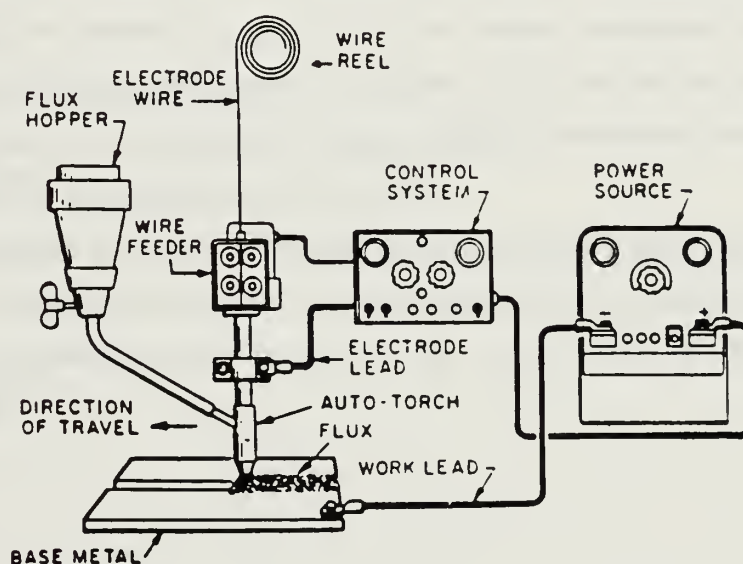 WIRE
REEL
ELECTRODE
WIRE
FLUX
HOPPER
CONTROL
SYSTEM
POWER
SOURCE
WIRE
FEEDER
- +
ELECTRODE
LEAD
DIRECTION
OF TRAVEL
AUTO-TORCH
FLUX
WORK LEAD
BASE METAL